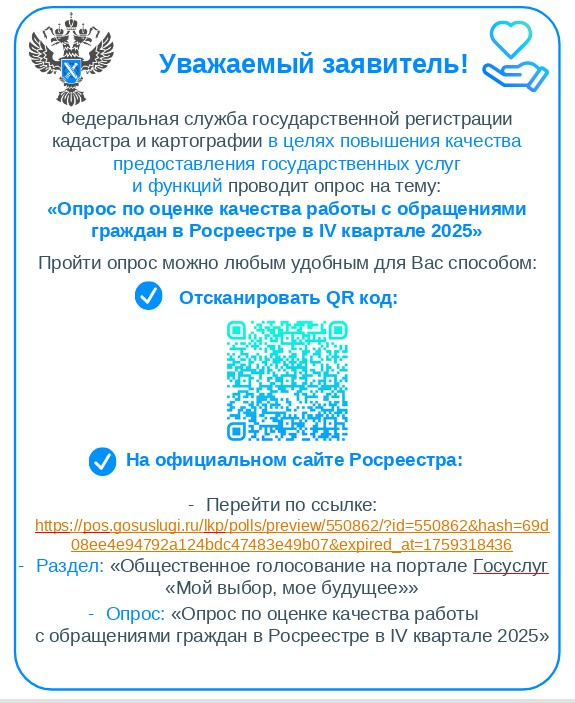 Уважаемый заявитель!
Федеральная служба государственной регистрации
кадастра и картографии в целях повышения качества
предоставления государственных услуг
и функций проводит опрос на тему:
«Опрос по оценке качества работы с обращениями
граждан в Росреестре в IV квартале 2025»
Пройти опрос можно любым удобным для Вас способом:
Отсканировать QR код:
На официальном сайте Росреестра:
- Перейти по ссылке:
https://pos.gosuslugi.ru/lkp/polls/preview/550862/?id=550862&hash=69d
08ee4e94792a124bdc47483e49b07&expired_at=1759318436
- Раздел: «Общественное голосование на портале Госуслуг
«Мой выбор, мое будущее»»
- Опрос: «Опрос по оценке качества работы
с обращениями граждан в Росреестре в IV квартале 2025»